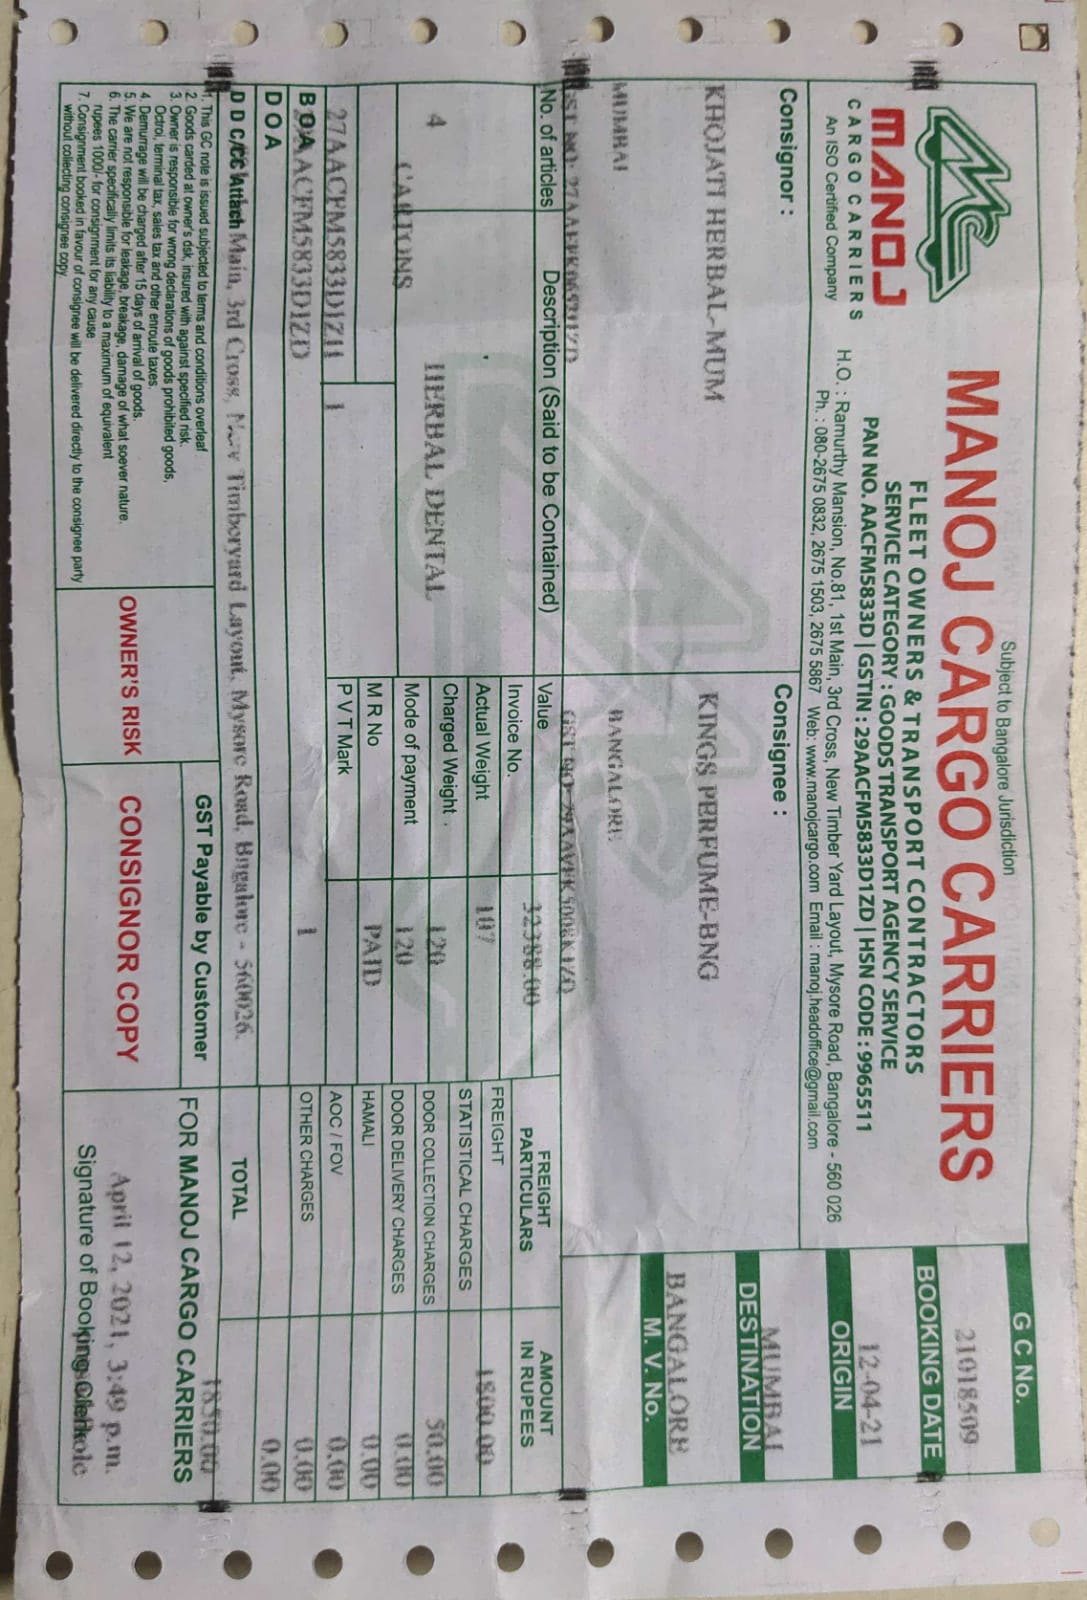 Subject to Bangalore Jurisdiction
MANOJ CARGO CARRIERS
MANOJ
CARGO CARRIERS
An ISO Certified Company
FLEET OWNERS & TRANSPORT CONTRACTORS
SERVICE CATEGORY : GOODS TRANSPORT AGENCY SERVICE
PAN NO. AACFM5833D | GSTIN : 29AACFM5833D1ZD | HSN CODE : 9965511
H.O. : Ramurthy Mansion, No.81, 1st Main, 3rd Cross, New Timber Yard Layout, Mysore Road, Bangalore - 560 026
Ph. : 080-2675 0832, 2675 1503, 2675 5867 Web: www.manojcargo.com Email : manoj.headoffice@gmail.com
G C No.
21018509
BOOKING DATE
12-04-21
ORIGIN
MUMBAI
DESTINATION
BANGALORE
M. V. No.
Consignor :
KHOJATI HERBAL-MUM
MUMBAI
Consignee :
KINGS PERFUME-BNG
BANGALORE
No. of articles
Description (Said to be Contained)
4
CARTONS
HERBAL DENTAL
27AACFM5833D1ZH 1
B O A
D O A
D D C/CC Attach
Main, 3rd Cross, New Timberyard Layout, Mysore Road, Bngalore - 560026.
Value 32388.00
Invoice No.
Actual Weight 107
Charged Weight 120
Mode of payment 120
M R No PAID
P V T Mark
1
FREIGHT PARTICULARS
AMOUNT IN RUPEES
FREIGHT 1800.00
STATISTICAL CHARGES
DOOR COLLECTION CHARGES 50.00
DOOR DELIVERY CHARGES 0.00
HAMALI 0.00
AOC / FOV 0.00
OTHER CHARGES 0.00
0.00
TOTAL 1850.00
1. This GC note is issued subjected to terms and conditions overleaf
2. Goods carried at owner's risk, insured with against specified risk.
3. Owner is responsible for wrong declarations of goods prohibited goods,
Octroi, terminal tax, sales tax and other enroute taxes.
4. Demurrage will be charged after 15 days of arrival of goods.
5. We are not responsible for leakage, breakage, damage of what soever nature.
6. The carrier specifically limits its liability to a maximum of equivalent
rupees 1000/- for consignment for any cause
7. Consignment booked in favour of consignee will be delivered directly to the consignee party
without collecting consignee copy.
OWNER'S RISK
GST Payable by Customer
CONSIGNOR COPY
FOR MANOJ CARGO CARRIERS
April 12, 2021, 3:49 p.m.
Signature of Booking Clerk